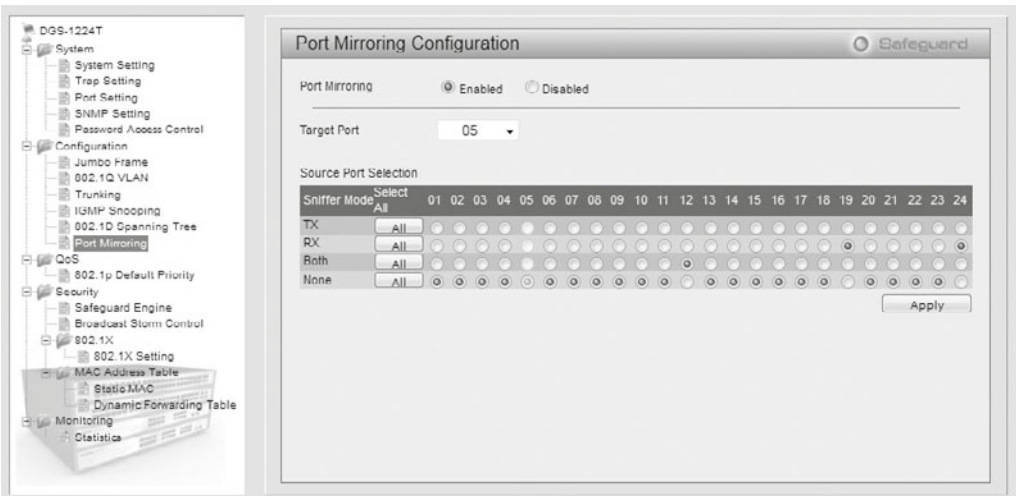 DGS-1224T
System
System Setting
Trap Setting
Port Setting
SNMP Setting
Password Access Control
Configuration
Jumbo Frame
802.1Q VLAN
Trunking
IGMP Snooping
802.1D Spanning Tree
Port Mirroring
QoS
802.1p Default Priority
Security
Safeguard Engine
Broadcast Storm Control
802.1X
802.1X Setting
MAC Address Table
Static MAC
Dynamic Forwarding Table
Monitoring
Statistics
Port Mirroring Configuration
Safeguard
Port Mirroring Enabled Disabled
Target Port 05
Source Port Selection
Sniffer Mode Select All 01 02 03 04 05 06 07 08 09 10 11 12 13 14 15 16 17 18 19 20 21 22 23 24
TX All
RX All
Both All
None All
Apply